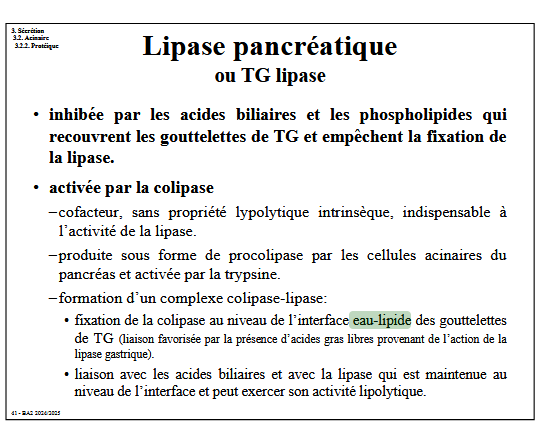 3. Sécrétion
3.2. Acinaire
3.2.2. Protéique
Lipase pancréatique
ou TG lipase
• inhibée par les acides biliaires et les phospholipides qui
recouvrent les gouttelettes de TG et empêchent la fixation de
la lipase.
• activée par la colipase
–cofacteur, sans propriété lypolytique intrinsèque, indispensable à
l’activité de la lipase.
–produite sous forme de procolipase par les cellules acinaires du
pancréas et activée par la trypsine.
–formation d’un complexe colipase-lipase:
• fixation de la colipase au niveau de l’interface eau-lipide des gouttelettes
de TG (liaison favorisée par la présence d’acides gras libres provenant de l’action de la
lipase gastrique).
• liaison avec les acides biliaires et avec la lipase qui est maintenue au
niveau de l’interface et peut exercer son activité lipolytique.
41 - BA2 2024/2025